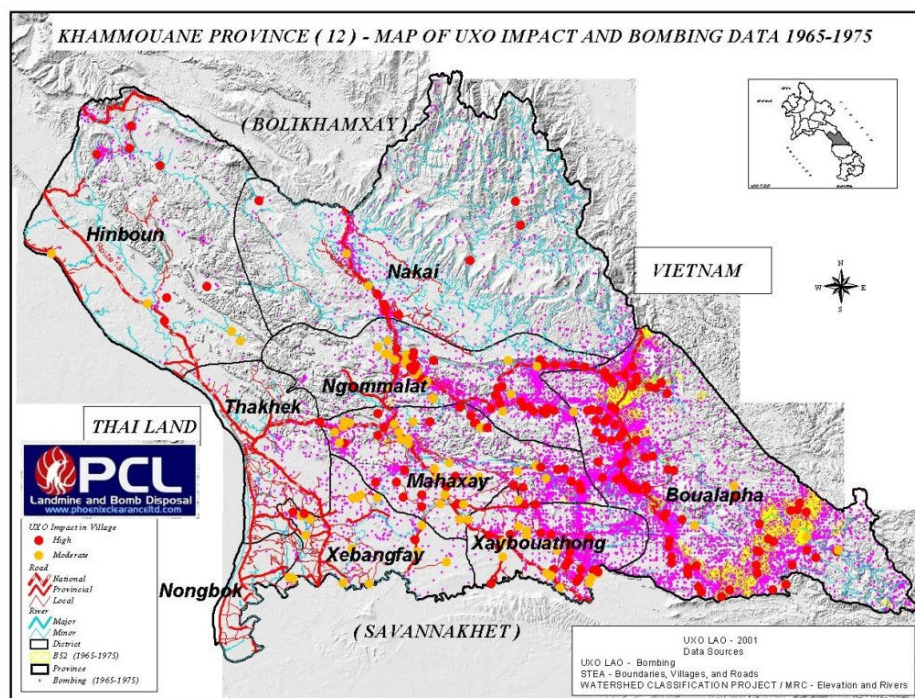 KHAMMOUANE PROVINCE ( 12 ) - MAP OF UXO IMPACT AND BOMBING DATA 1965-1975
( BOLIKHAMXAY )
Hinboun
Nakai
VIETNAM
N
W E
S
Route 13
Ngommalat
Thakhek
THAI LAND
PCL
Landmine and Bomb Disposal
www.phoenixclearanceltd.com
Mahaxay
Boualapha
Xebangfay
Xaybouathong
Nongbok
( SAVANNAKHET )
UXO Impact in Village
High
Moderate
Road
National
Provincial
Local
River
Major
Minor
District
B52 (1965-1975)
Province
Bombing (1965-1975)
UXO LAO - 2001
Data Sources
UXO LAO - Bombing
STEA - Boundaries, Villages, and Roads
WATERSHED CLASSIFICATION PROJECT / MRC - Elevation and Rivers